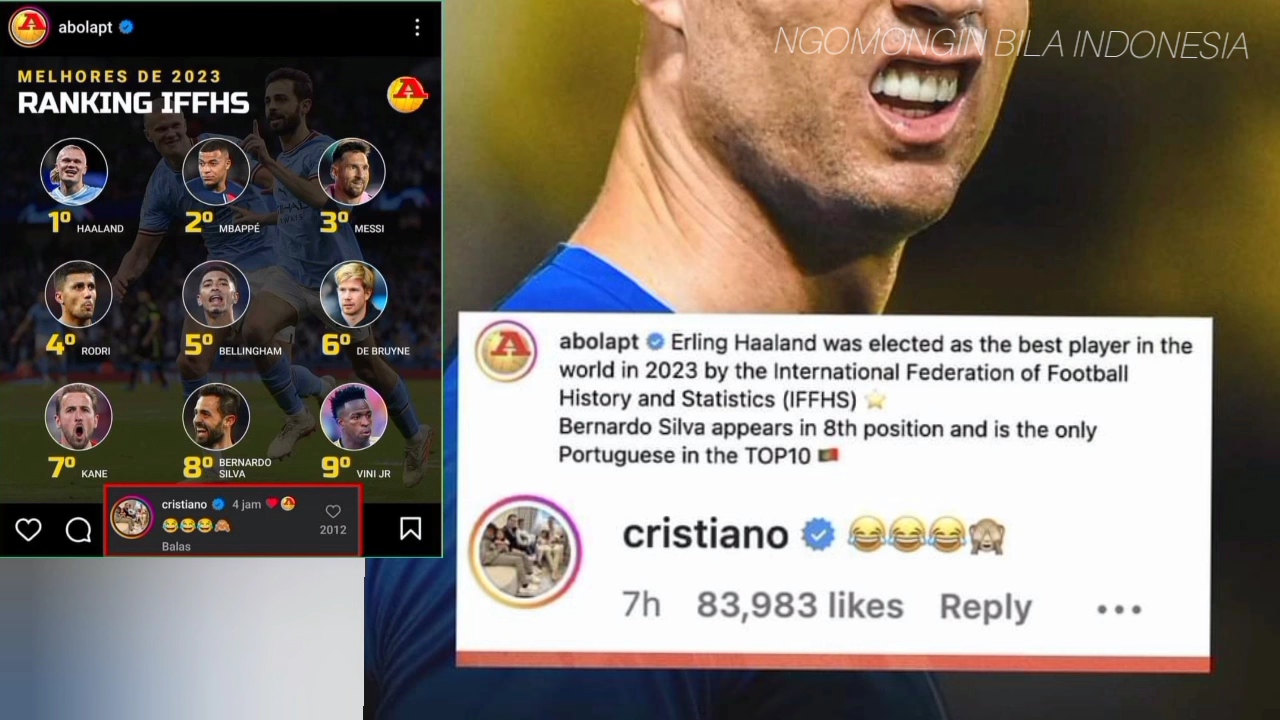 abolapt
MELHORES DE 2023
RANKING IFFHS
A
1º HAALAND
2º MBAPPÉ
3º MESSI
4º RODRI
5º BELLINGHAM
6º DE BRUYNE
7º KANE
8º BERNARDO
SILVA
9º VINI JR
cristiano 4 jam ❤️
😂😂😂🙈
2012
Balas
NGOMONGIN BILA INDONESIA
A
abolapt Erling Haaland was elected as the best player in the
world in 2023 by the International Federation of Football
History and Statistics (IFFHS) ⭐
Bernardo Silva appears in 8th position and is the only
Portuguese in the TOP10 🇵🇹
cristiano 😂😂😂🙈
7h 83,983 likes Reply ...